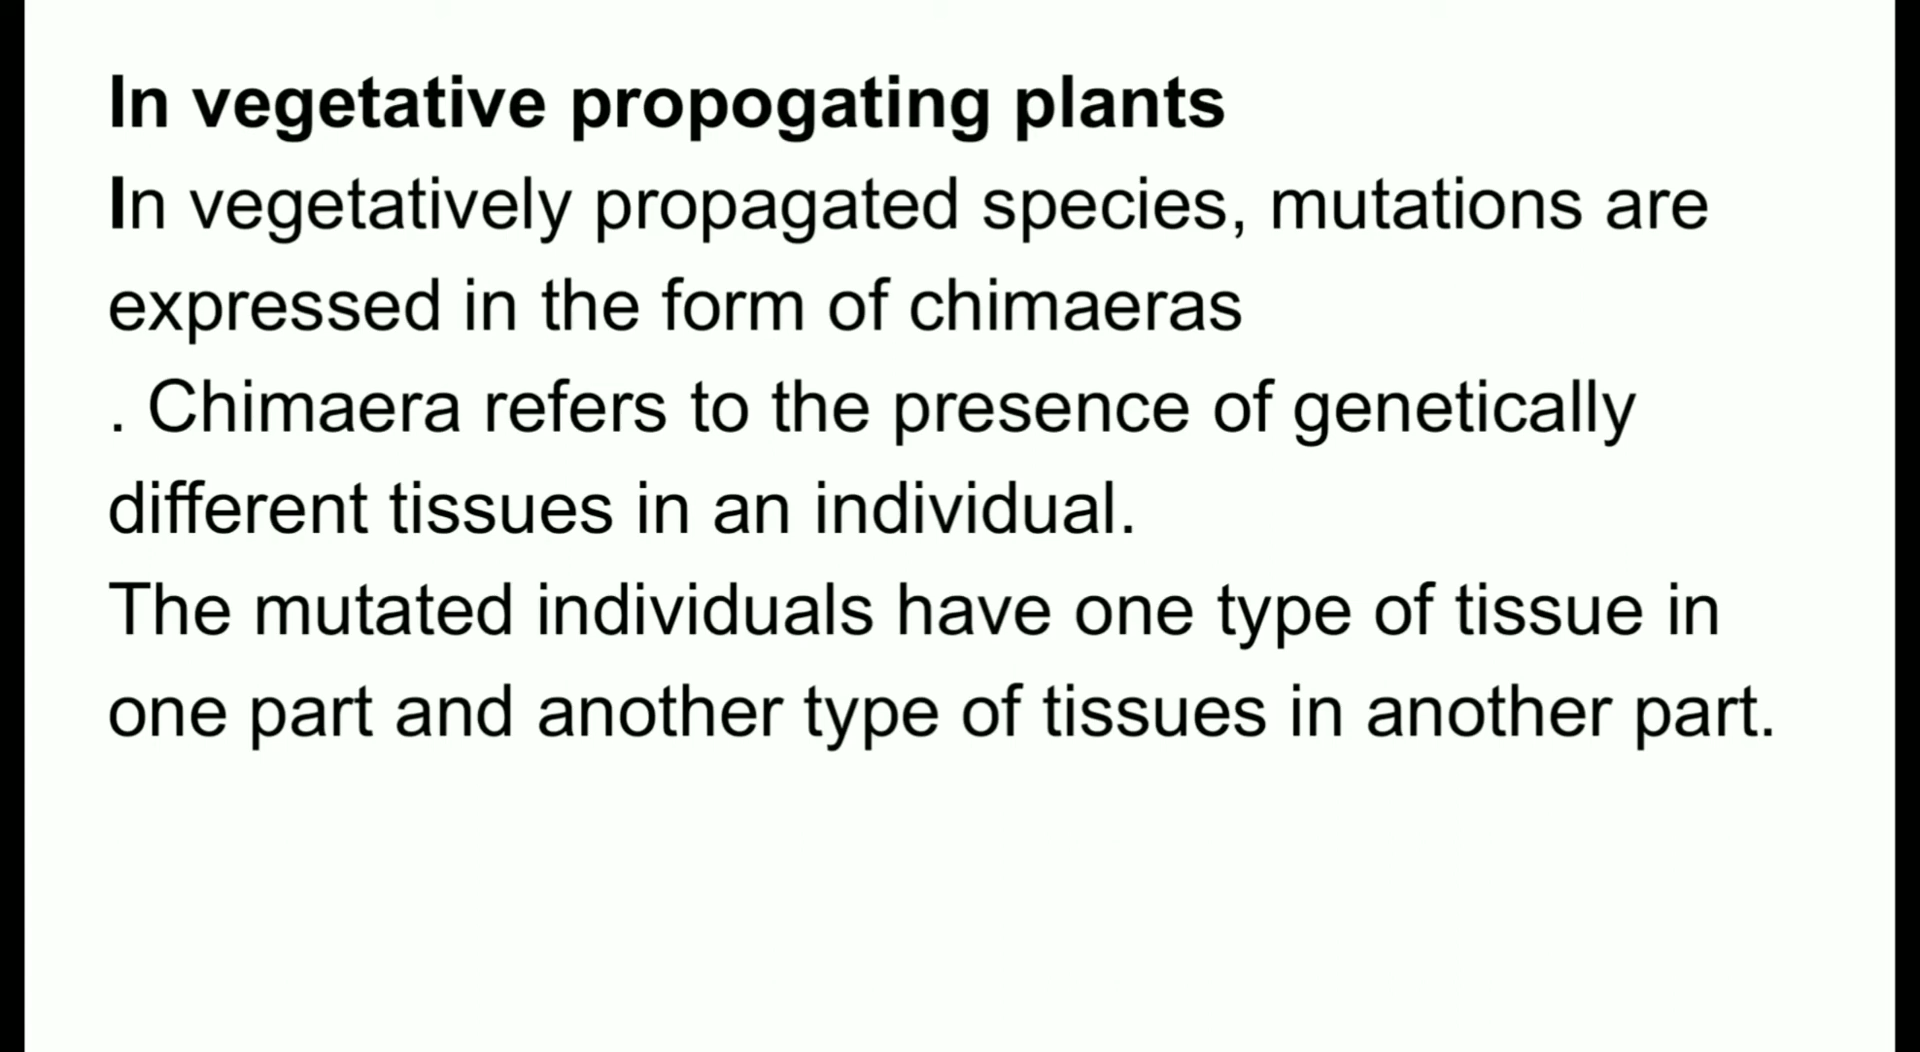 In vegetative propogating plants
In vegetatively propagated species, mutations are
expressed in the form of chimaeras
. Chimaera refers to the presence of genetically
different tissues in an individual.
The mutated individuals have one type of tissue in
one part and another type of tissues in another part.